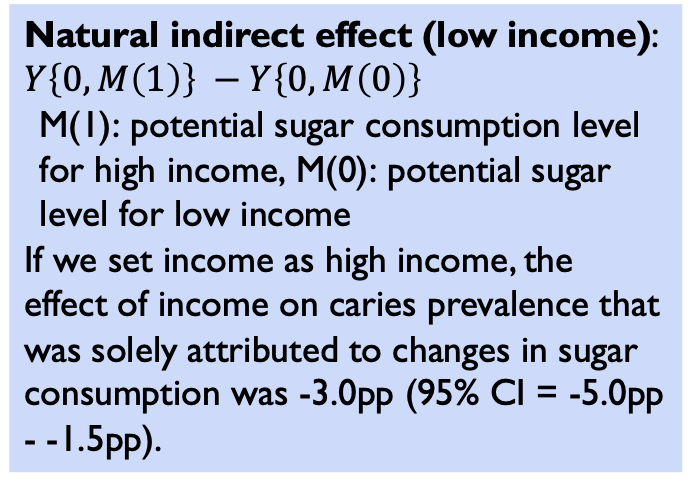 Natural indirect effect (low income):
Y{0, M(1)} − Y{0, M(0)}
M(1): potential sugar consumption level
for high income, M(0): potential sugar
level for low income
If we set income as high income, the
effect of income on caries prevalence that
was solely attributed to changes in sugar
consumption was -3.0pp (95% CI = -5.0pp
- -1.5pp).